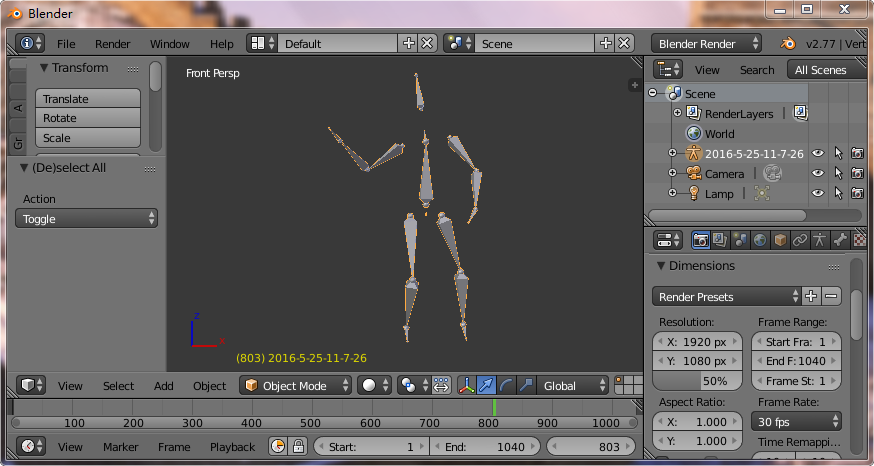 Blender
File Render Window Help Default Scene Blender Render v2.77 | Vert
Transform
Translate
Rotate
Scale
A
Gr
(De)select All
Action
Toggle
Front Persp
z
x
(803) 2016-5-25-11-7-26
View Search All Scenes
Scene
RenderLayers |
World
2016-5-25-11-7-26
Camera |
Lamp |
Dimensions
Render Presets
Resolution: Frame Range:
X: 1920 px Start Fra: 1
Y: 1080 px End F: 1040
50% Frame St: 1
Aspect Ratio: Frame Rate:
X: 1.000 30 fps
Y: 1.000 Time Remappi...
View Select Add Object Object Mode Global
0 100 200 300 400 500 600 700 800 900 1000
View Marker Frame Playback Start: 1 End: 1040 803